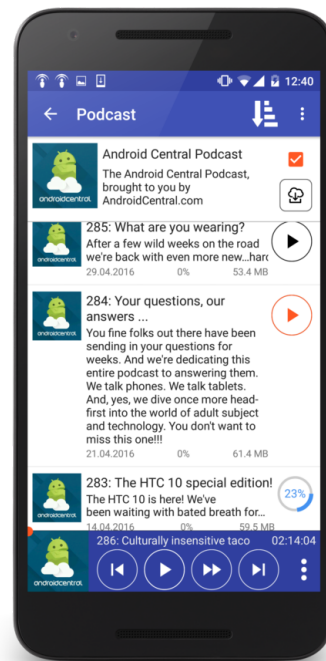 12:40
Podcast
Android Central Podcast
The Android Central Podcast,
brought to you by
AndroidCentral.com
androidcentral
285: What are you wearing?
After a few wild weeks on the road
we're back with even more new...hard
androidcentral
29.04.2016 0% 53.4 MB
284: Your questions, our
answers ...
androidcentral
You fine folks out there have been
sending in your questions for
weeks. And we're dedicating this
entire podcast to answering them.
We talk phones. We talk tablets.
And, yes, we dive once more head-
first into the world of adult subject
and technology. You don't want to
miss this one!!!
21.04.2016 0% 61.4 MB
283: The HTC 10 special edition!
The HTC 10 is here! We've
been waiting with bated breath for...
23%
androidcentral
14.04.2016 0% 59.5 MB
286: Culturally insensitive taco 02:14:04
androidcentral